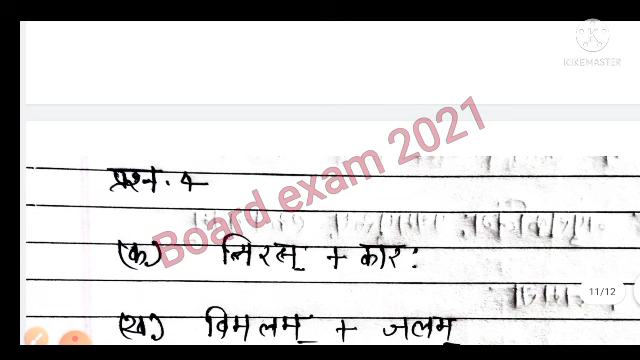 KINEMASTER
प्रश्न. 4
Board exam 2021
(क) तिरस् + कारः
11/12
(ख) विमलम् + जलम्